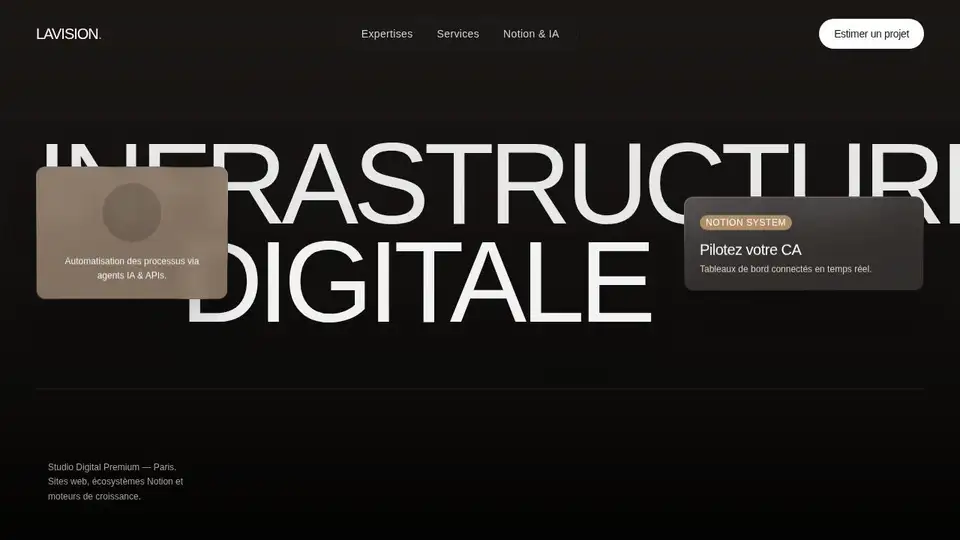 LAVISION.
Expertises
Services
Notion & IA
Estimer un projet
INFRASTRUCTURE
DIGITALE
Automatisation des processus via
agents IA & APIs.
NOTION SYSTEM
Pilotez votre CA
Tableaux de bord connectés en temps réel.
Studio Digital Premium — Paris.
Sites web, écosystèmes Notion et
moteurs de croissance.